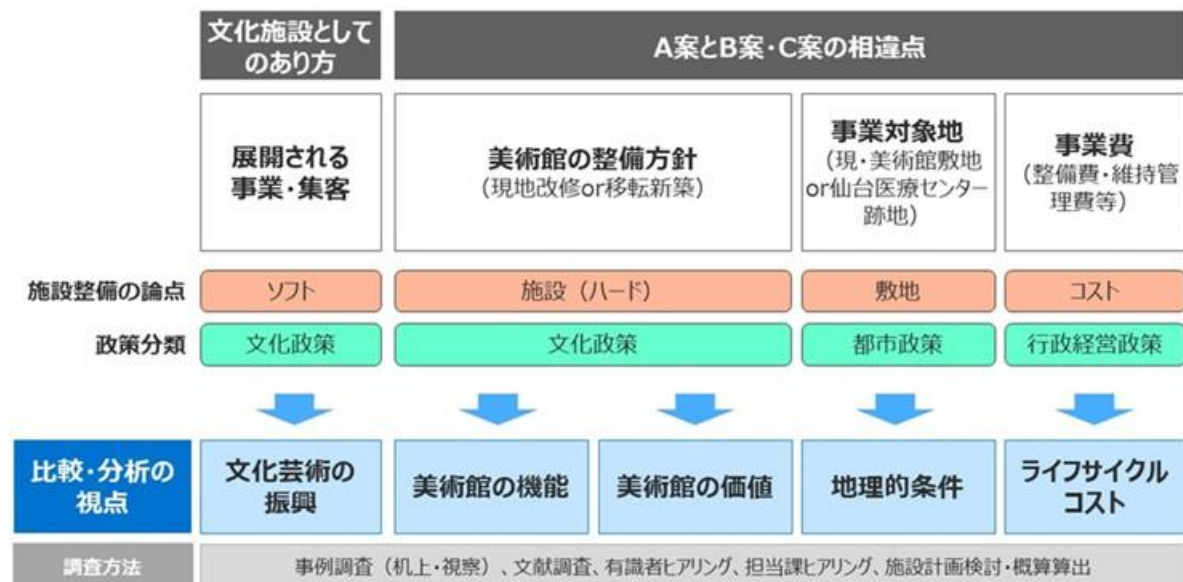 文化施設として
のあり方
A案とB案・C案の相違点
展開される
事業・集客
美術館の整備方針
(現地改修or移転新築)
事業対象地
(現・美術館敷地
or仙台医療センター
跡地)
事業費
(整備費・維持管
理費等)
施設整備の論点
ソフト
施設(ハード)
敷地
コスト
政策分類
文化政策
文化政策
都市政策
行政経営政策
比較・分析の
視点
文化芸術の
振興
美術館の機能
美術館の価値
地理的条件
ライフサイクル
コスト
調査方法
事例調査(机上・視察)、文献調査、有識者ヒアリング、担当課ヒアリング、施設計画検討・概算算出